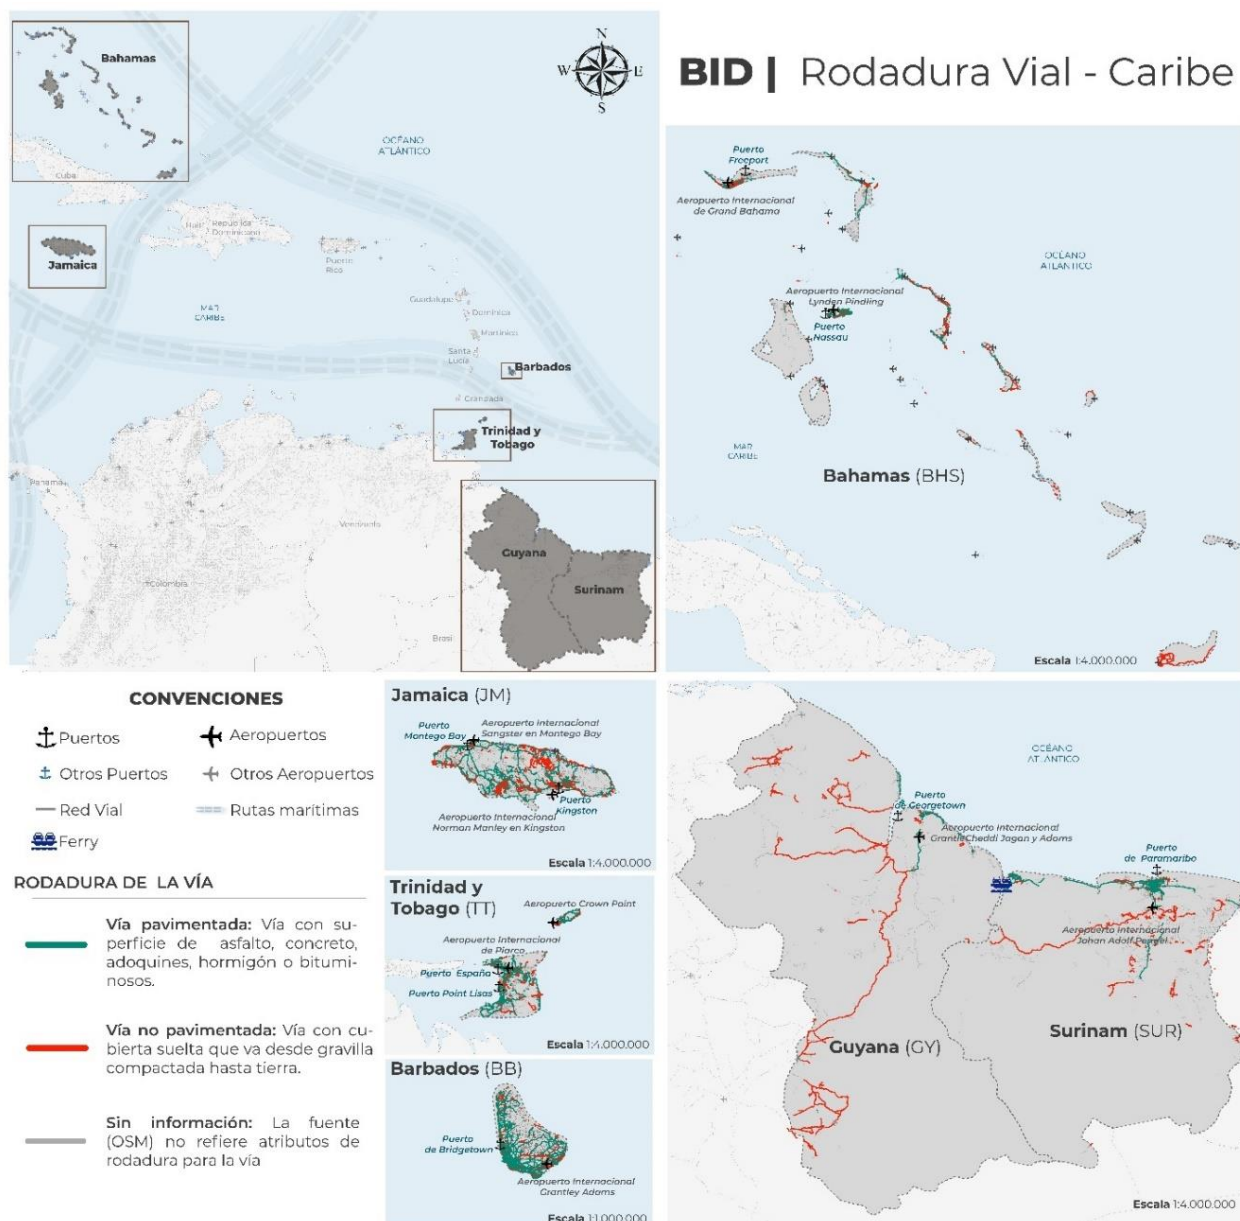 BID | Rodadura Vial - Caribe
N
W
E
S
Bahamas
OCÉANO
ATLÁNTICO
Cuba
Haití
República
Dominicana
Jamaica
Puerto
Rico
MAR
CARIBE
Guadalupe
Dominica
Martinica
Santa
Lucía
Barbados
Granada
Trinidad y
Tobago
Panamá
Venezuela
Colombia
Guyana
Surinam
Brasi
Puerto
Freeport
Aeropuerto Internacional
de Grand Bahama
OCÉANO
ATLÁNTICO
Aeropuerto Internacional
Lynden Pindling
Puerto
Nassau
MAR
CARIBE
Bahamas (BHS)
Escala 1:4.000.000
CONVENCIONES
Puertos
Aeropuertos
Otros Puertos
Otros Aeropuertos
Red Vial
Rutas marítimas
Ferry
RODADURA DE LA VÍA
Vía pavimentada: Vía con su-
perficie de asfalto, concreto,
adoquines, hormigón o bitumi-
nosos.
Vía no pavimentada: Vía con cu-
bierta suelta que va desde gravilla
compactada hasta tierra.
Sin información: La fuente
(OSM) no refiere atributos de
rodadura para la vía
Jamaica (JM)
Puerto
Montego Bay
Aeropuerto Internacional
Sangster en Montego Bay
Puerto
Kingston
Aeropuerto Internacional
Norman Manley en Kingston
Escala 1:4.000.000
Trinidad y
Tobago (TT)
Aeropuerto Crown Point
Aeropuerto Internacional
de Piarco
Puerto España
Puerto Point Lisas
Escala 1:4.000.000
Barbados (BB)
Puerto
de Bridgetown
Aeropuerto Internacional
Grantley Adams
Escala 1:1.000.000
OCÉANO
ATLÁNTICO
Puerto
de Georgetown
Aeropuerto Internacional
GrantleCheddi Jagan y Adams
Puerto
de Paramaribo
Aeropuerto Internacional
Johan Adolf Pengel
Guyana (GY)
Surinam (SUR)
Escala 1:4.000.000